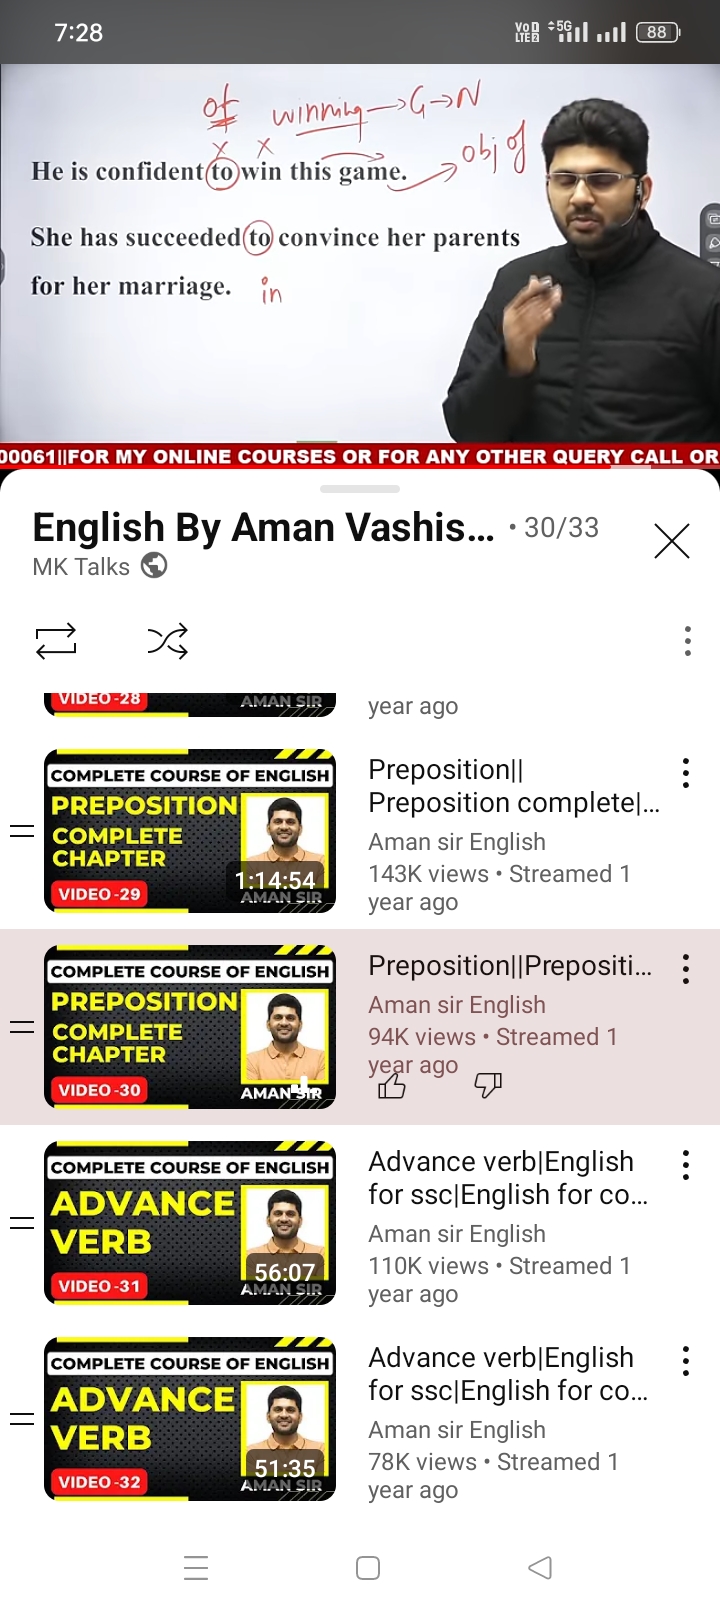 7:28
VoD
LTE2
5G
88
of winning → G → N
x x
He is confident to win this game. → obj of
She has succeeded to convince her parents
for her marriage. in
00061||FOR MY ONLINE COURSES OR FOR ANY OTHER QUERY CALL OR
English By Aman Vashis... • 30/33
MK Talks
VIDEO-28
AMAN SIR
year ago
COMPLETE COURSE OF ENGLISH
PREPOSITION
COMPLETE
CHAPTER
1:14:54
VIDEO-29
AMAN SIR
Preposition||
Preposition complete|...
Aman sir English
143K views • Streamed 1
year ago
COMPLETE COURSE OF ENGLISH
PREPOSITION
COMPLETE
CHAPTER
VIDEO-30
AMAN SIR
Preposition||Prepositi...
Aman sir English
94K views • Streamed 1
year ago
COMPLETE COURSE OF ENGLISH
ADVANCE
VERB
56:07
VIDEO-31
AMAN SIR
Advance verb|English
for ssc|English for co...
Aman sir English
110K views • Streamed 1
year ago
COMPLETE COURSE OF ENGLISH
ADVANCE
VERB
51:35
VIDEO-32
AMAN SIR
Advance verb|English
for ssc|English for co...
Aman sir English
78K views • Streamed 1
year ago